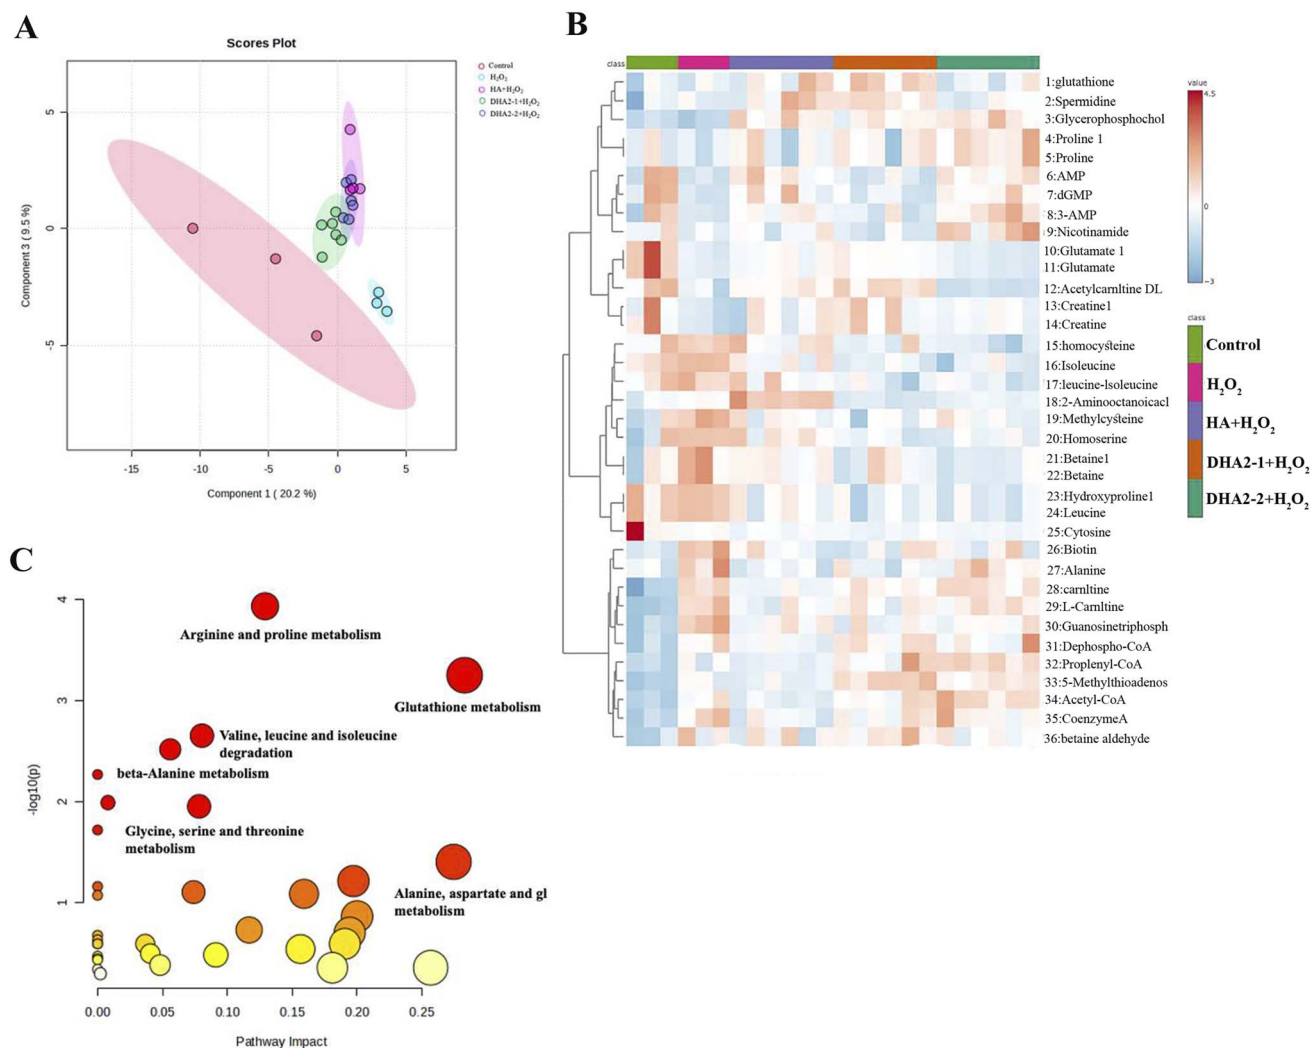 A
Scores Plot
Component 3 ( 9.5 %)
5
0
-5
-15
-10
-5
0
5
Component 1 ( 20.2 %)
Control
H₂O₂
HA+H₂O₂
DHA2-1+H₂O₂
DHA2-2+H₂O₂
B
class
1:glutathione
2:Spermidine
3:Glycerophosphochol
4:Proline 1
5:Proline
6:AMP
7:dGMP
8:3-AMP
9:Nicotinamide
10:Glutamate 1
11:Glutamate
12:Acetylcarnltine DL
13:Creatine1
14:Creatine
15:homocysteine
16:Isoleucine
17:leucine-Isoleucine
18:2-Aminooctanoicacl
19:Methylcysteine
20:Homoserine
21:Betaine1
22:Betaine
23:Hydroxyproline1
24:Leucine
25:Cytosine
26:Biotin
27:Alanine
28:carnltine
29:L-Carnltine
30:Guanosinetriphosph
31:Dephospho-CoA
32:Proplenyl-CoA
33:5-Methylthioadenos
34:Acetyl-CoA
35:CoenzymeA
36:betaine aldehyde
value
4.5
0
-3
class
Control
H₂O₂
HA+H₂O₂
DHA2-1+H₂O₂
DHA2-2+H₂O₂
C
-log10(p)
4
3
2
1
Arginine and proline metabolism
Glutathione metabolism
Valine, leucine and isoleucine
degradation
beta-Alanine metabolism
Glycine, serine and threonine
metabolism
Alanine, aspartate and gl
metabolism
0.00
0.05
0.10
0.15
0.20
0.25
Pathway Impact